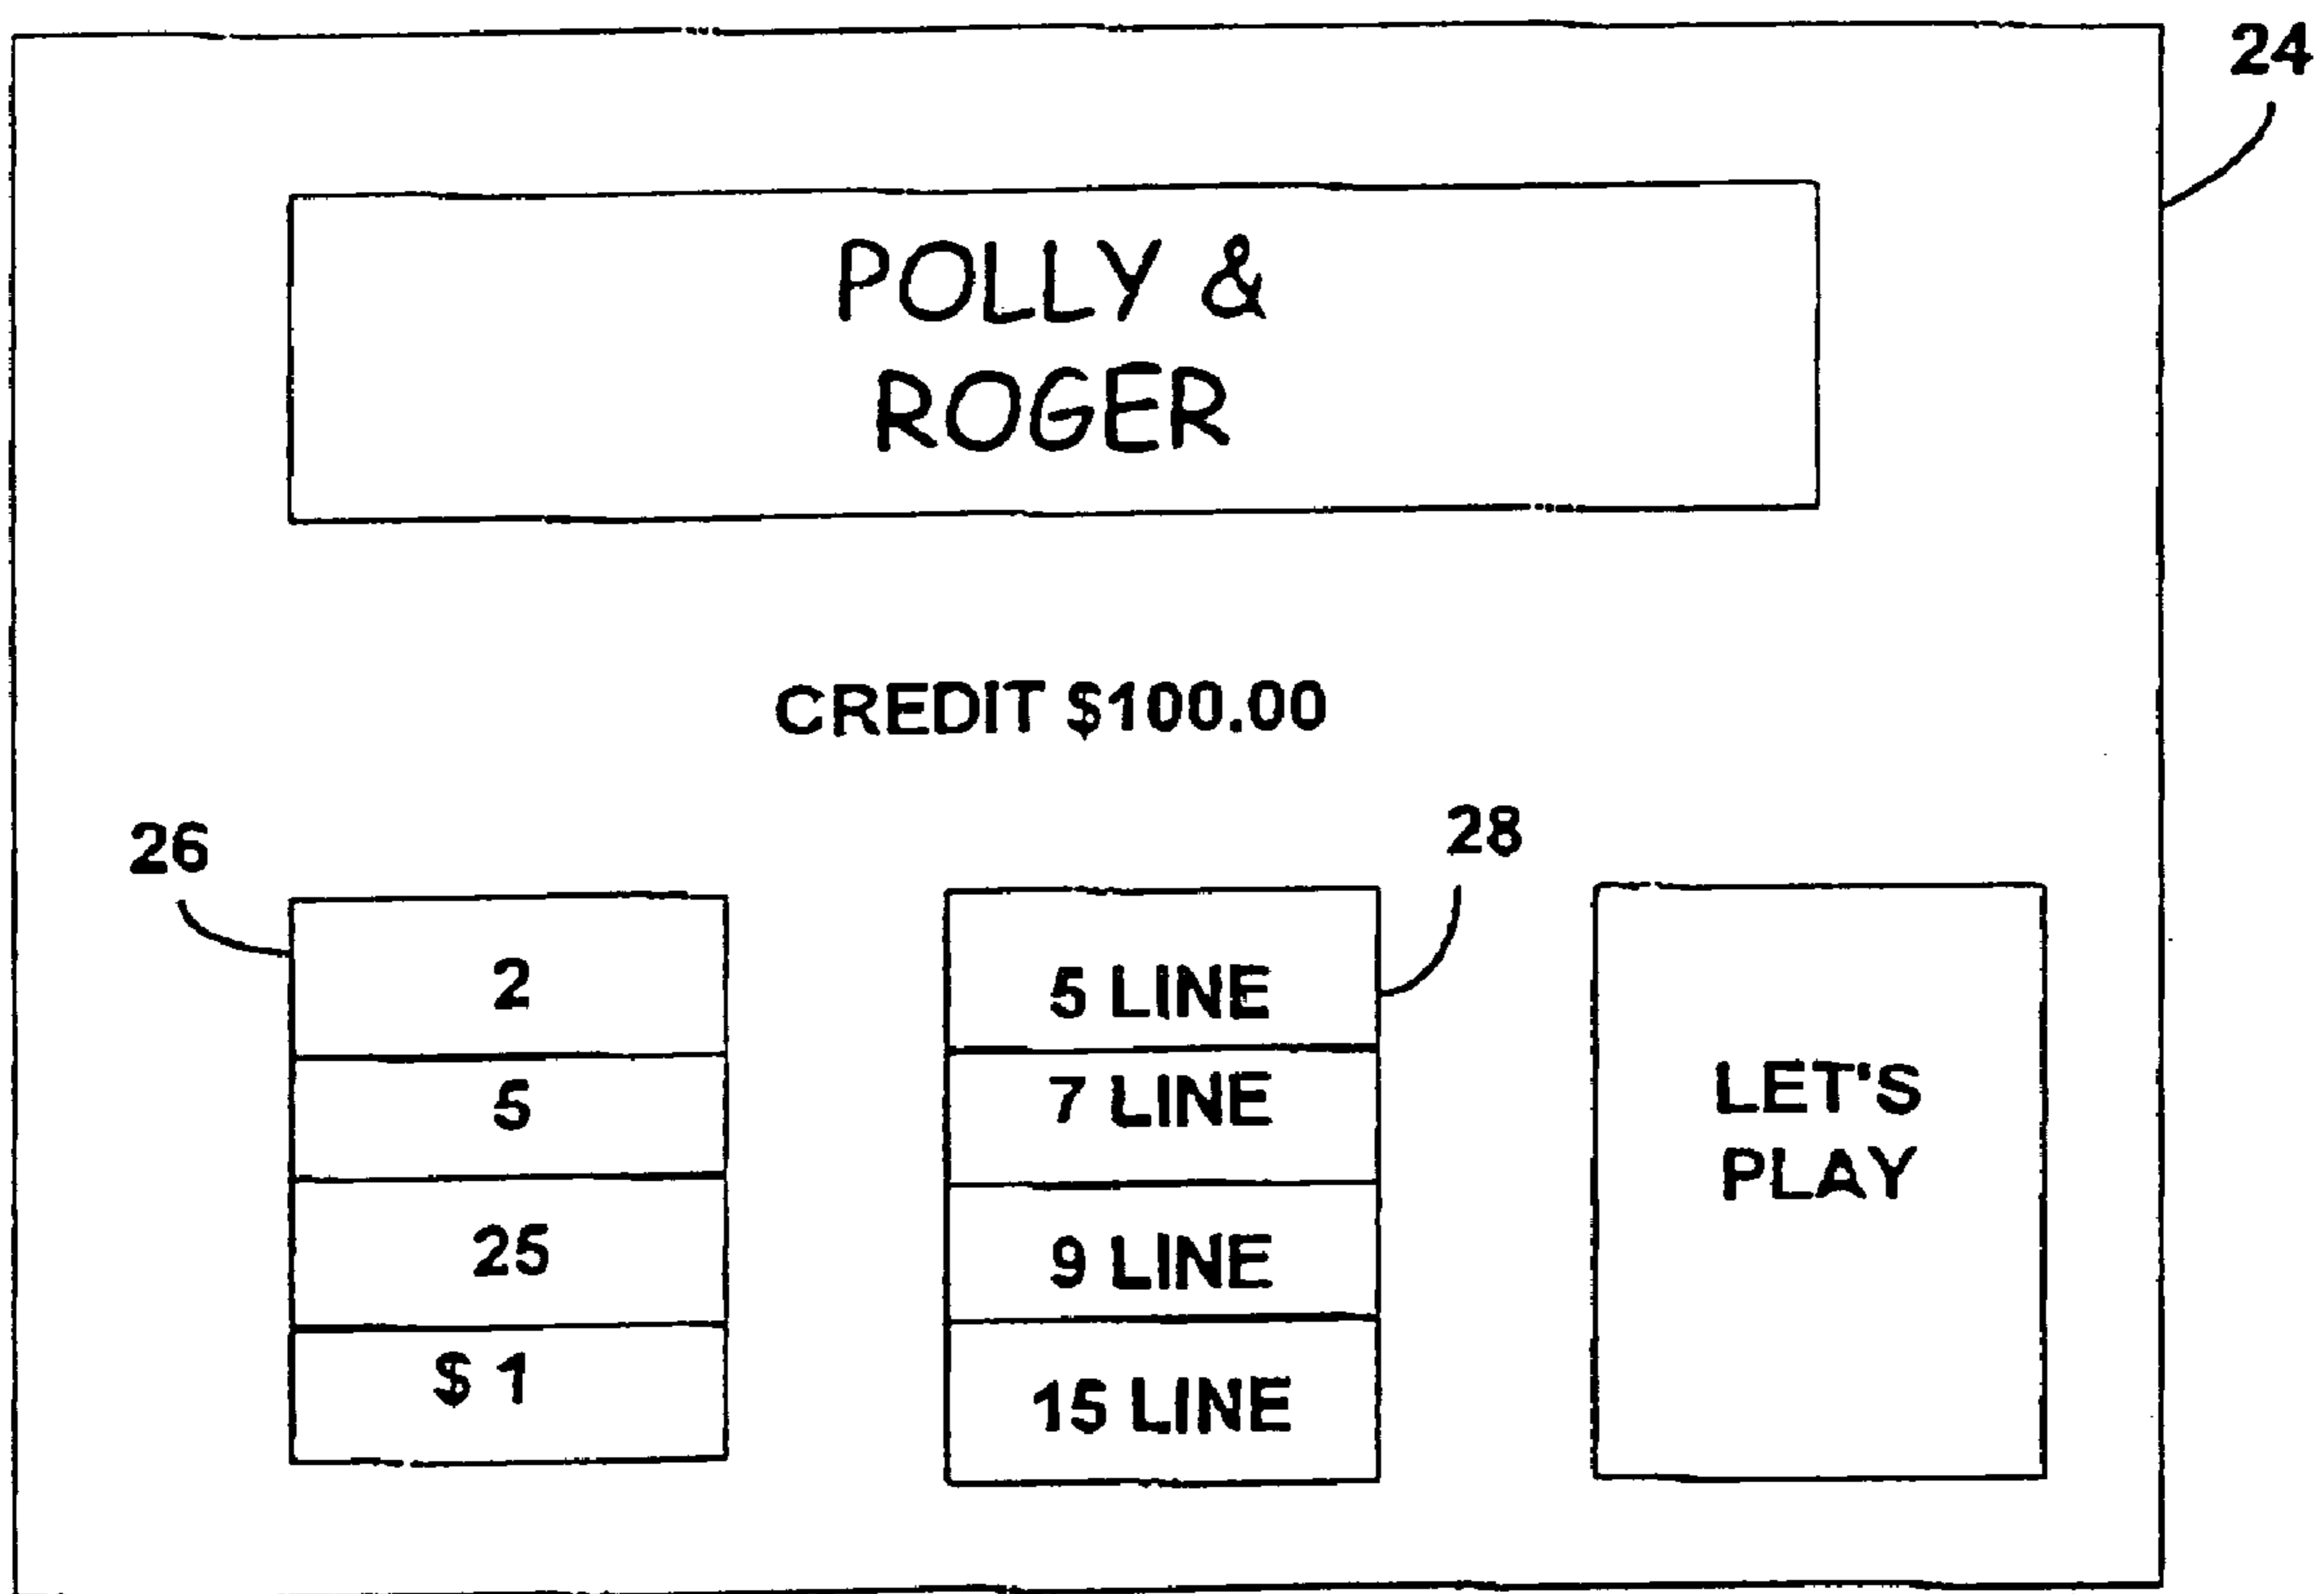 24
POLLY &
ROGER
CREDIT $100.00
26
28
2
5
25
$ 1
5 LINE
7 LINE
9 LINE
15 LINE
LET'S
PLAY